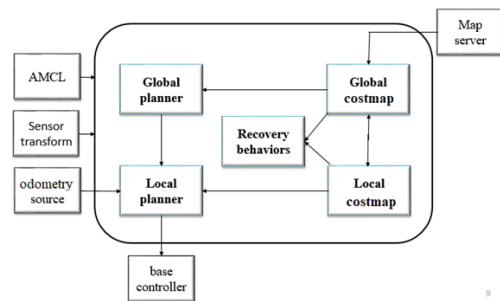 Map
server
AMCL
Global
planner
Global
costmap
Sensor
transform
Recovery
behaviors
odometry
source
Local
planner
Local
costmap
base
controller
9